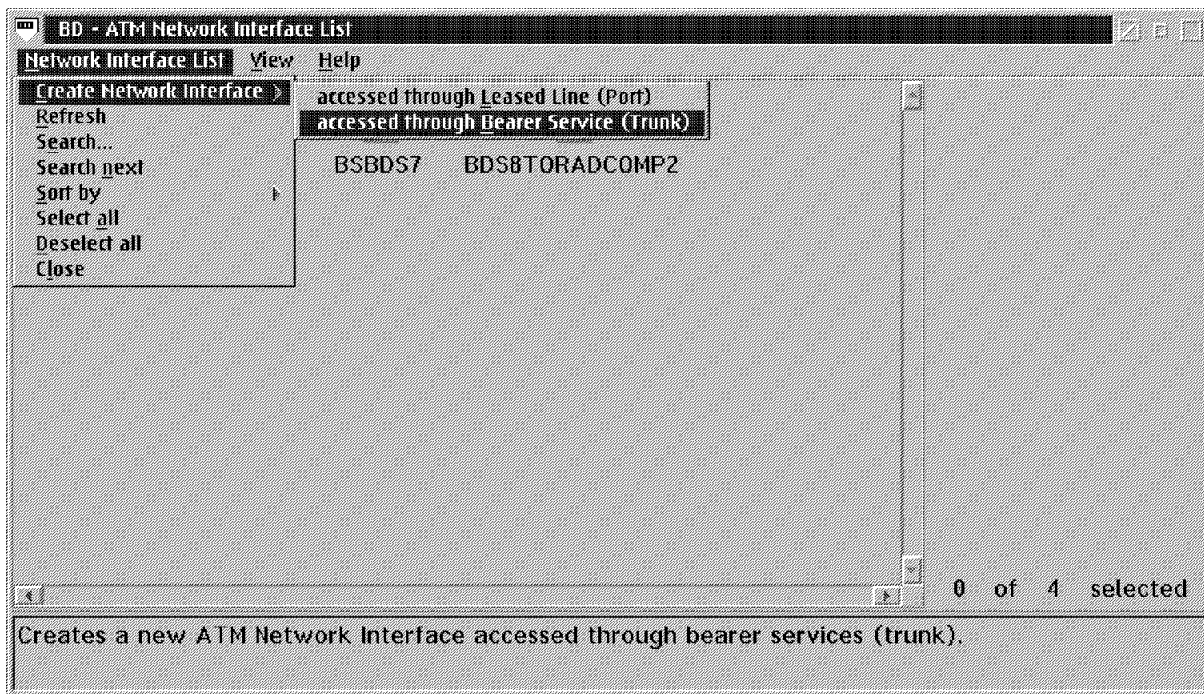 BD - ATM Network Interface List
Network Interface List View Help
Create Network Interface
accessed through Leased Line (Port)
Refresh
accessed through Bearer Service (Trunk)
Search...
Search next
BSBDS7 BDS8TORADCOMP2
Sort by
Select all
Deselect all
Close
0 of 4 selected
Creates a new ATM Network Interface accessed through bearer services (trunk).